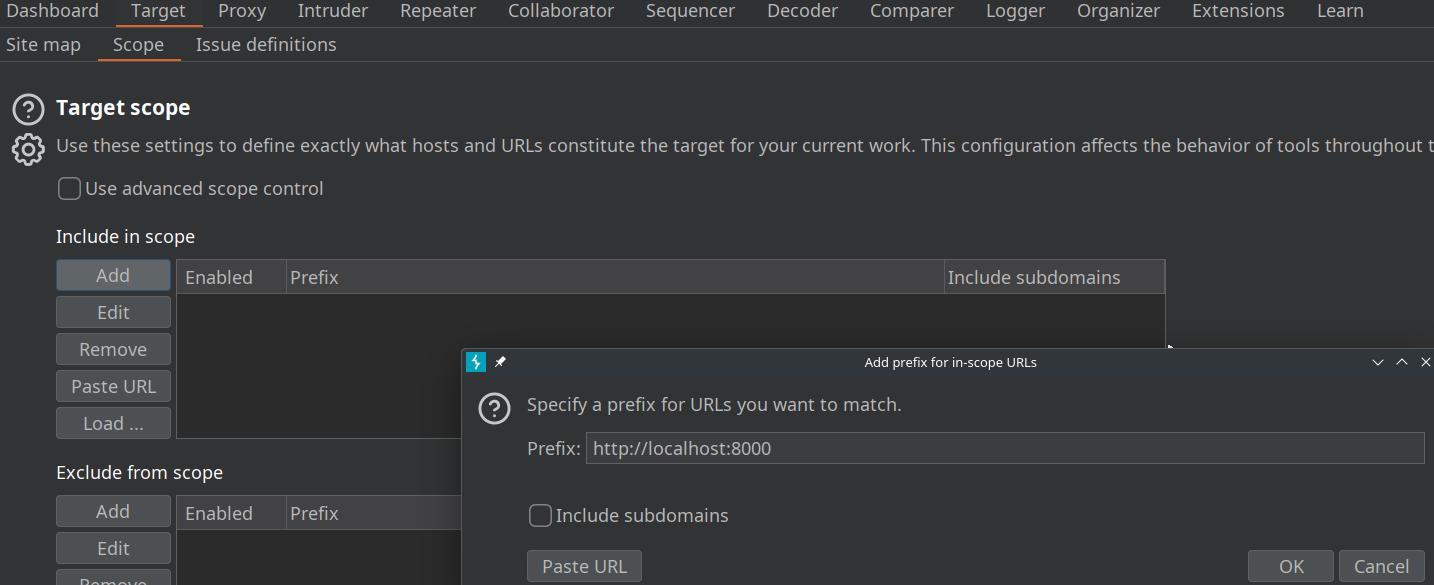 Dashboard Target Proxy Intruder Repeater Collaborator Sequencer Decoder Comparer Logger Organizer Extensions Learn
Site map Scope Issue definitions
Target scope
Use these settings to define exactly what hosts and URLs constitute the target for your current work. This configuration affects the behavior of tools throughout t
Use advanced scope control
Include in scope
Add Enabled Prefix Include subdomains
Edit
Remove
Paste URL
Load ...
Add prefix for in-scope URLs
Specify a prefix for URLs you want to match.
Prefix: http://localhost:8000
Include subdomains
Paste URL OK Cancel
Exclude from scope
Add Enabled Prefix
Edit
Remove